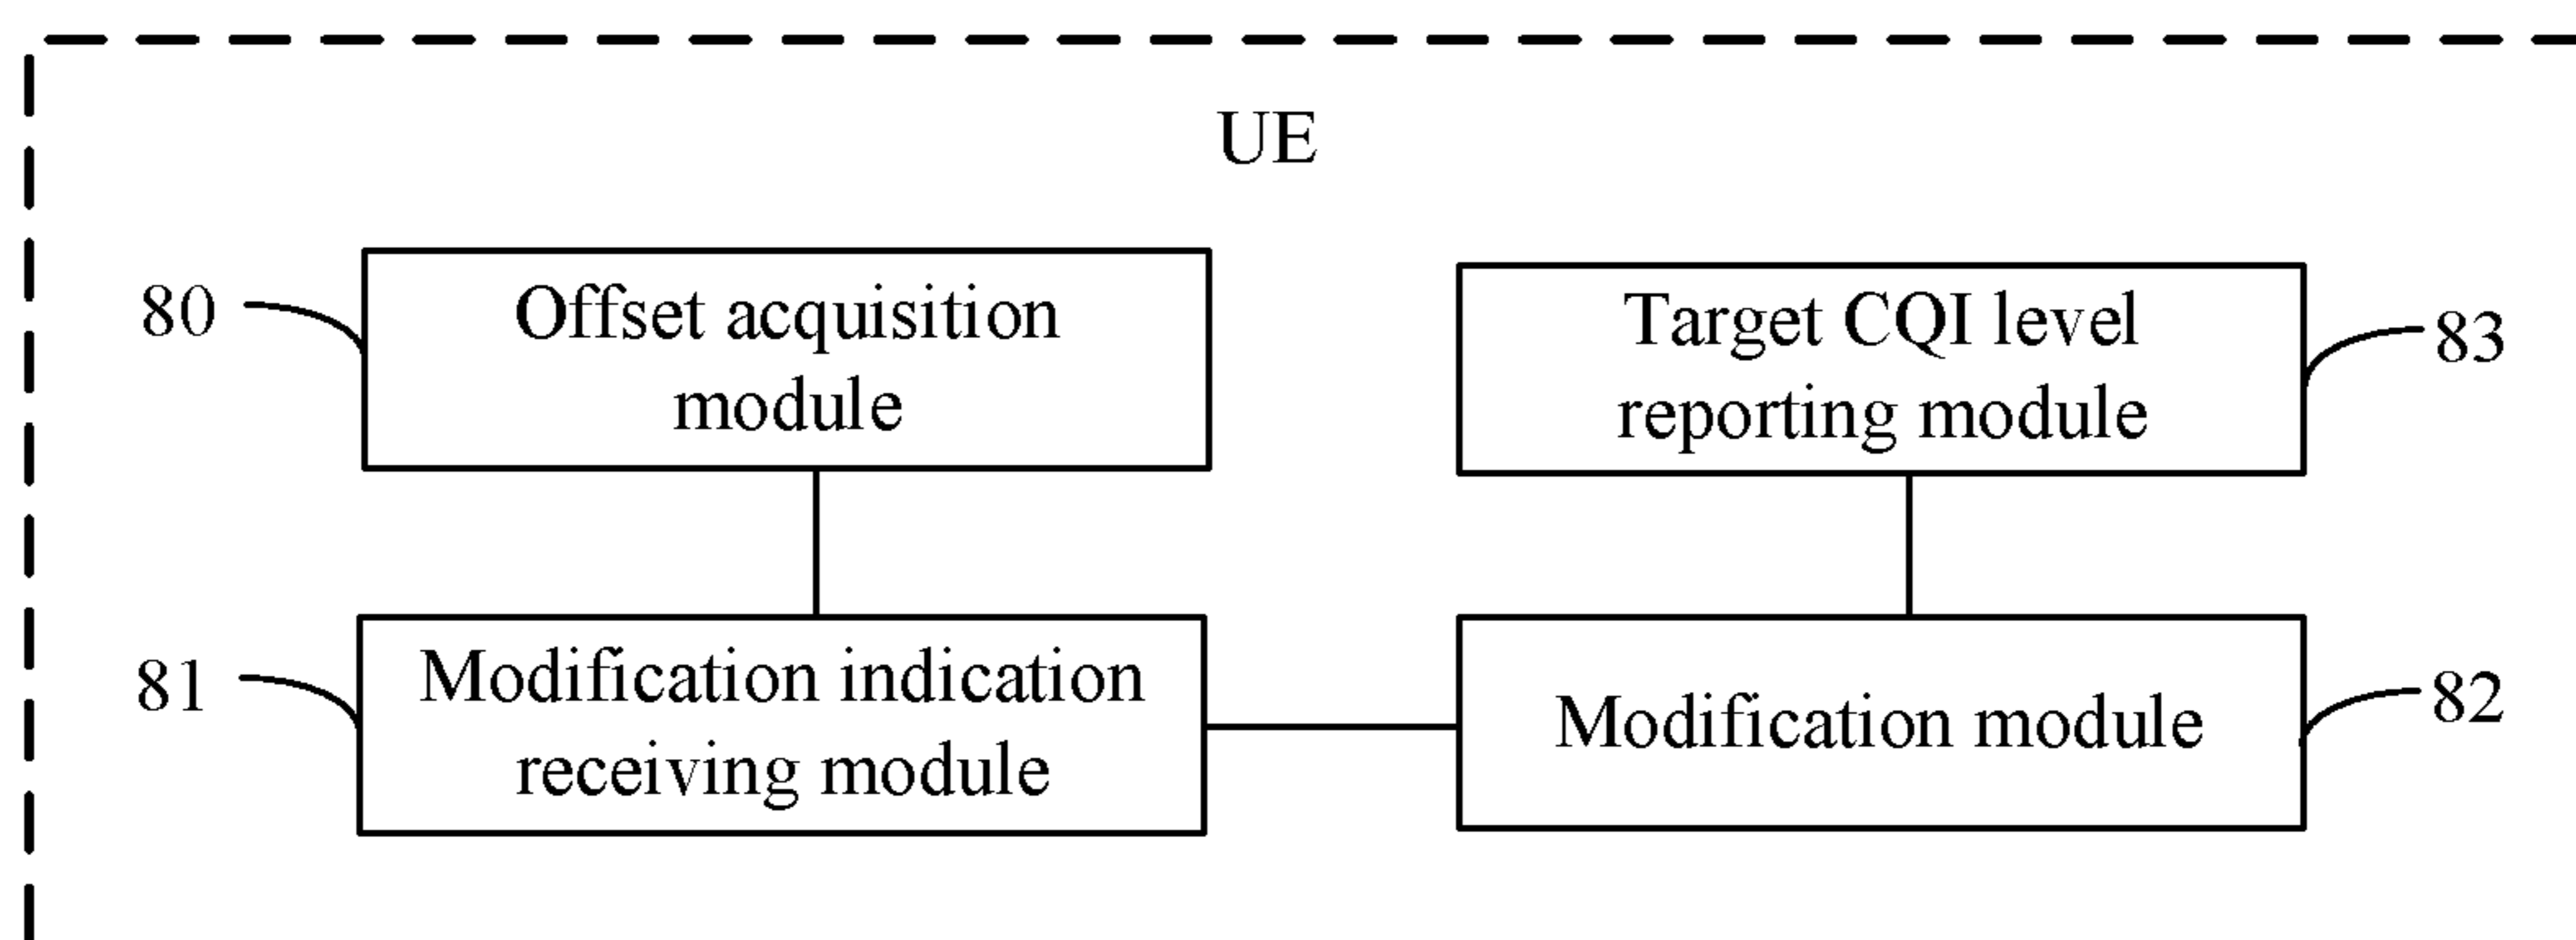 UE
80
Offset acquisition
module
Target CQI level
reporting module
83
81
Modification indication
receiving module
Modification module
82